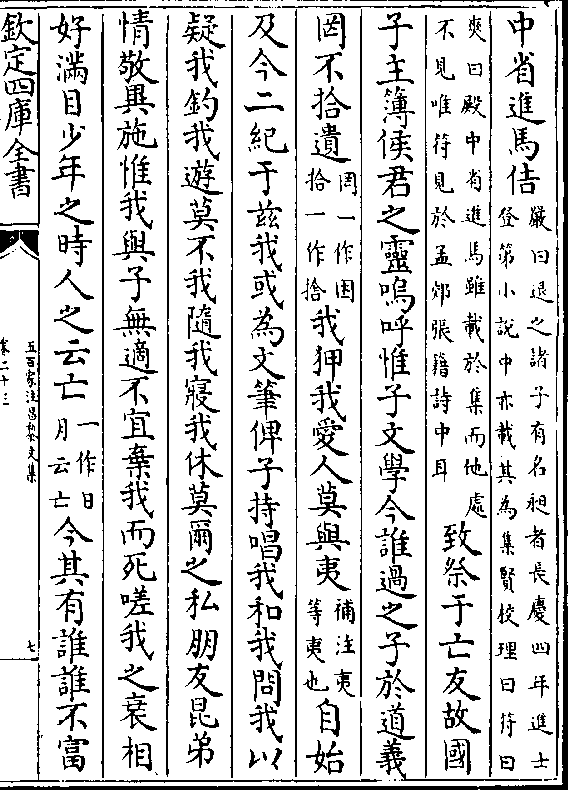 中省進馬佶嚴曰退之諸子有名昶者長慶四年進士
登第小說中亦載其為集賢校理曰符曰
爽曰殿中省進馬雖載於集而他處
不見唯符見於孟郊張籍詩中耳致祭于亡友故國
子主簿侯君之靈嗚呼惟子文學今誰過之子於道義
罔不拾遺罔一作困
拾一作捨我狎我愛人莫與夷補注夷
等夷也自始
及今二紀于兹我或為文筆俾子持唱我和我問我以
疑我釣我遊莫不我隨我寢我休莫爾之私朋友昆弟
情敬異施惟我與子無適不宜棄我而死嗟我之衰相
好滿目少年之時人之云亡一作日
月云亡今其有誰誰不富
欽定四庫全書
五百家注昌黎文集
卷二十三
七